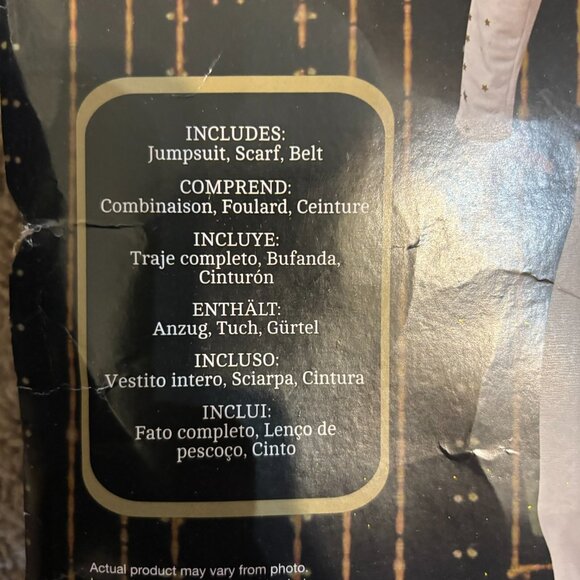 INCLUDES:
Jumpsuit, Scarf, Belt
COMPREND:
Combinaison, Foulard, Ceinture
INCLUYE:
Traje completo, Bufanda,
Cinturón
ENTHÄLT:
Anzug, Tuch, Gürtel
INCLUSO:
Vestito intero, Sciarpa, Cintura
INCLUI:
Fato completo, Lenço de
pescoço, Cinto
Actual product may vary from photo.